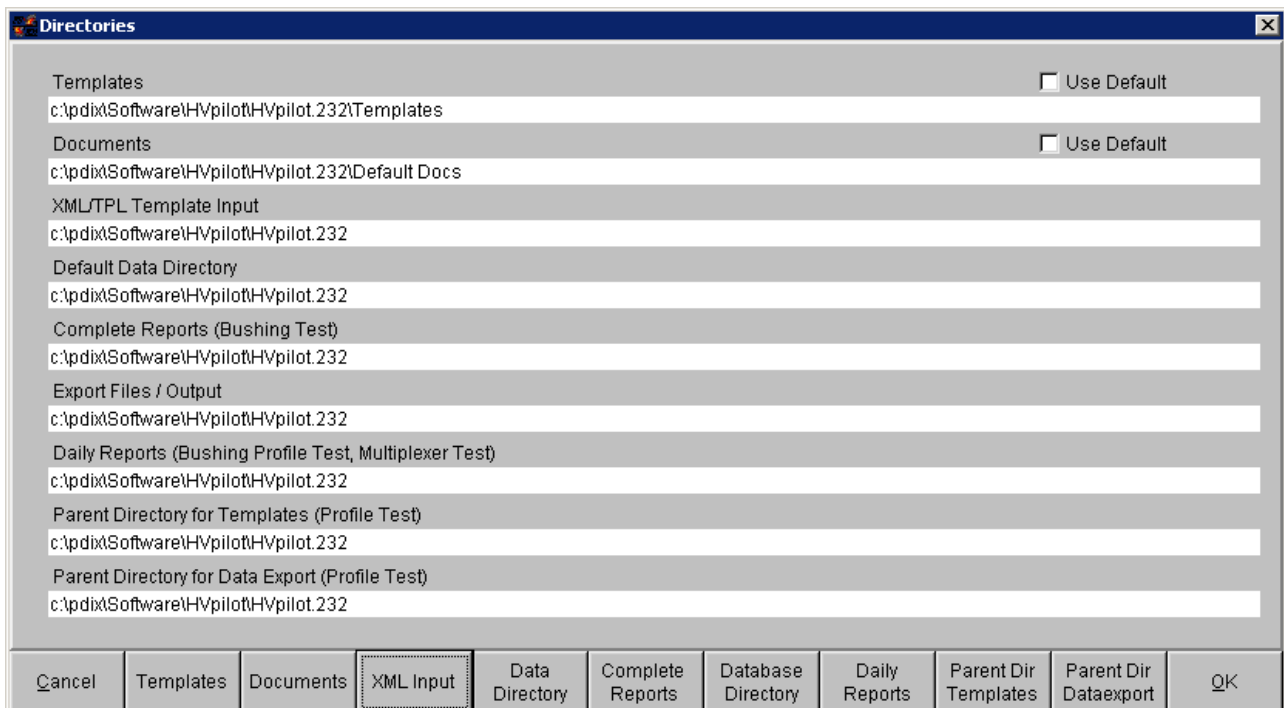 Directories
Templates Use Default
c:\pdix\Software\HVpilot\HVpilot.232\Templates
Documents Use Default
c:\pdix\Software\HVpilot\HVpilot.232\Default Docs
XML/TPL Template Input
c:\pdix\Software\HVpilot\HVpilot.232
Default Data Directory
c:\pdix\Software\HVpilot\HVpilot.232
Complete Reports (Bushing Test)
c:\pdix\Software\HVpilot\HVpilot.232
Export Files / Output
c:\pdix\Software\HVpilot\HVpilot.232
Daily Reports (Bushing Profile Test, Multiplexer Test)
c:\pdix\Software\HVpilot\HVpilot.232
Parent Directory for Templates (Profile Test)
c:\pdix\Software\HVpilot\HVpilot.232
Parent Directory for Data Export (Profile Test)
c:\pdix\Software\HVpilot\HVpilot.232
Cancel
Templates
Documents
XML Input
Data
Directory
Complete
Reports
Database
Directory
Daily
Reports
Parent Dir
Templates
Parent Dir
Dataexport
OK